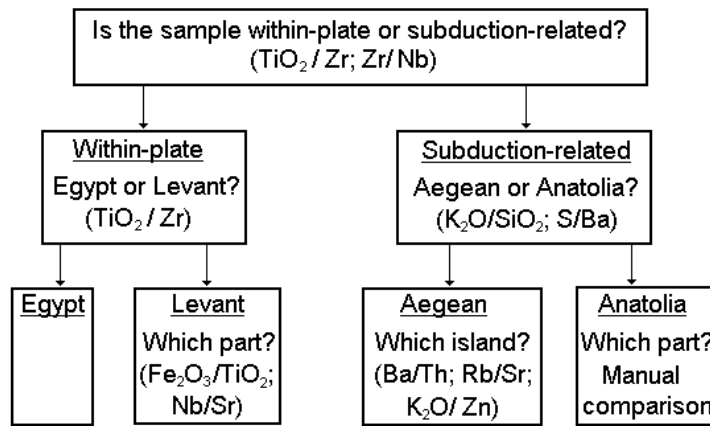 Is the sample within-plate or subduction-related?
(TiO₂ / Zr; Zr/ Nb)
Within-plate
Egypt or Levant?
(TiO₂ / Zr)
Subduction-related
Aegean or Anatolia?
(K₂O/SiO₂; S/Ba)
Egypt
Levant
Which part?
(Fe₂O₃/TiO₂;
Nb/Sr)
Aegean
Which island?
(Ba/Th; Rb/Sr;
K₂O/ Zn)
Anatolia
Which part?
Manual
comparison